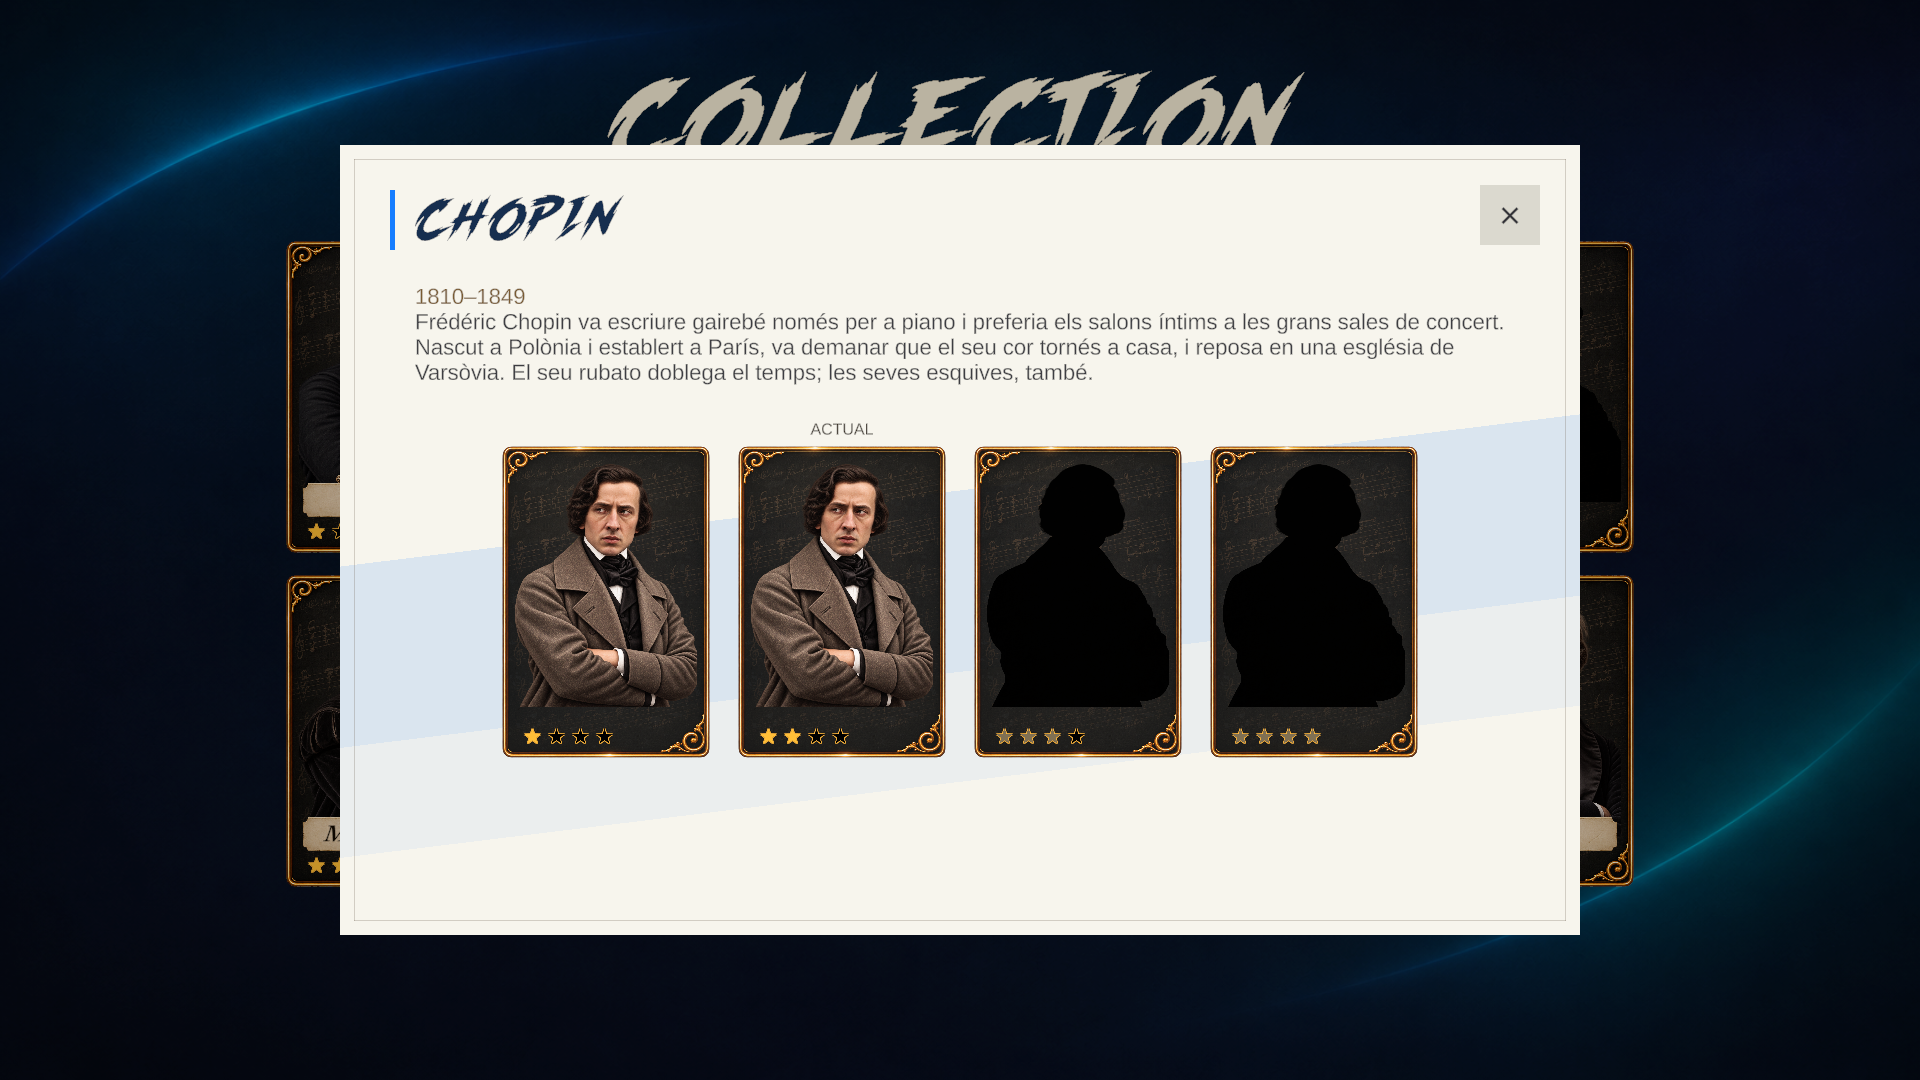 COLLECTION
CHOPIN
1810–1849
Frédéric Chopin va escriure gairebé només per a piano i preferia els salons íntims a les grans sales de concert.
Nascut a Polònia i establert a París, va demanar que el seu cor tornés a casa, i reposa en una església de
Varsòvia. El seu rubato doblega el temps; les seves esquives, també.
ACTUAL
M